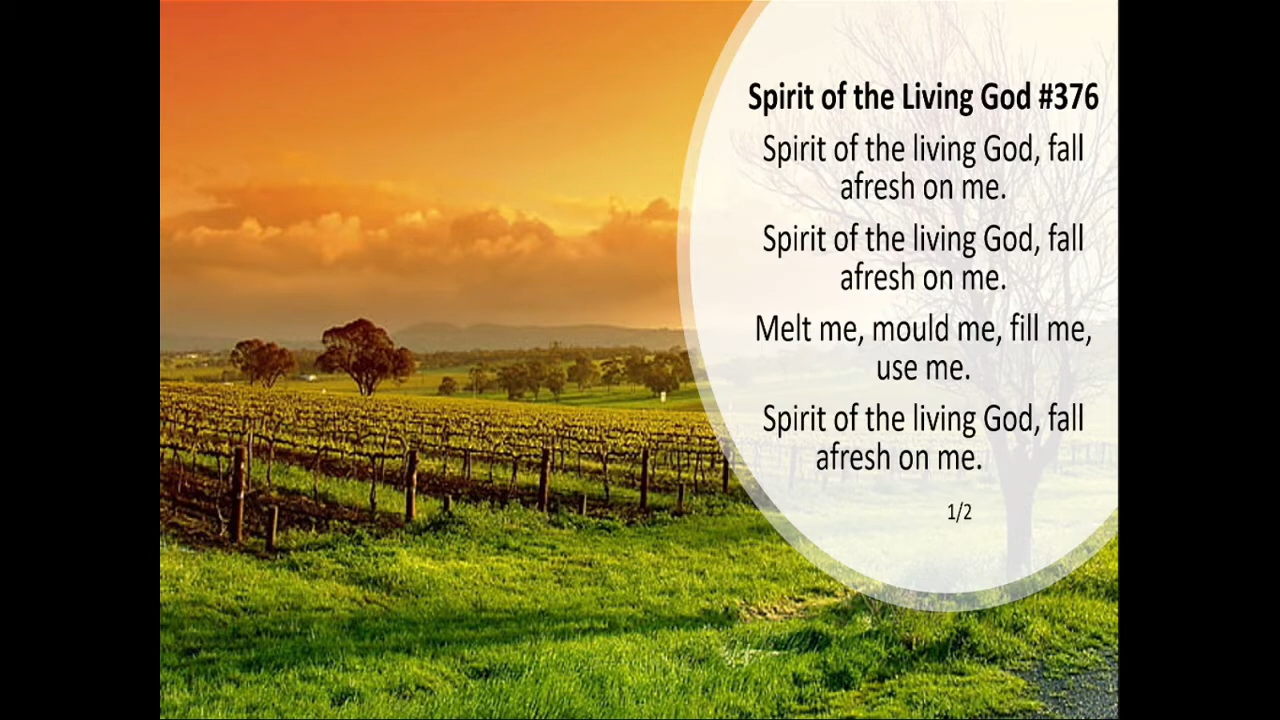 Spirit of the Living God #376
Spirit of the living God, fall
afresh on me.
Spirit of the living God, fall
afresh on me.
Melt me, mould me, fill me,
use me.
Spirit of the living God, fall
afresh on me.
1/2